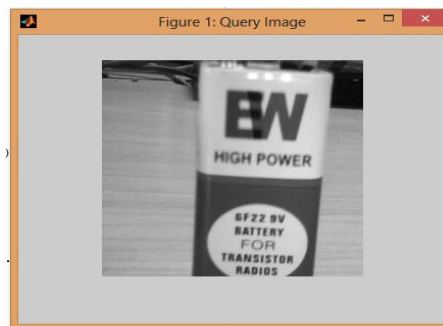 Figure 1: Query Image
EW
HIGH POWER
6F22 9V
BATTERY
FOR
TRANSISTOR
RADIOS